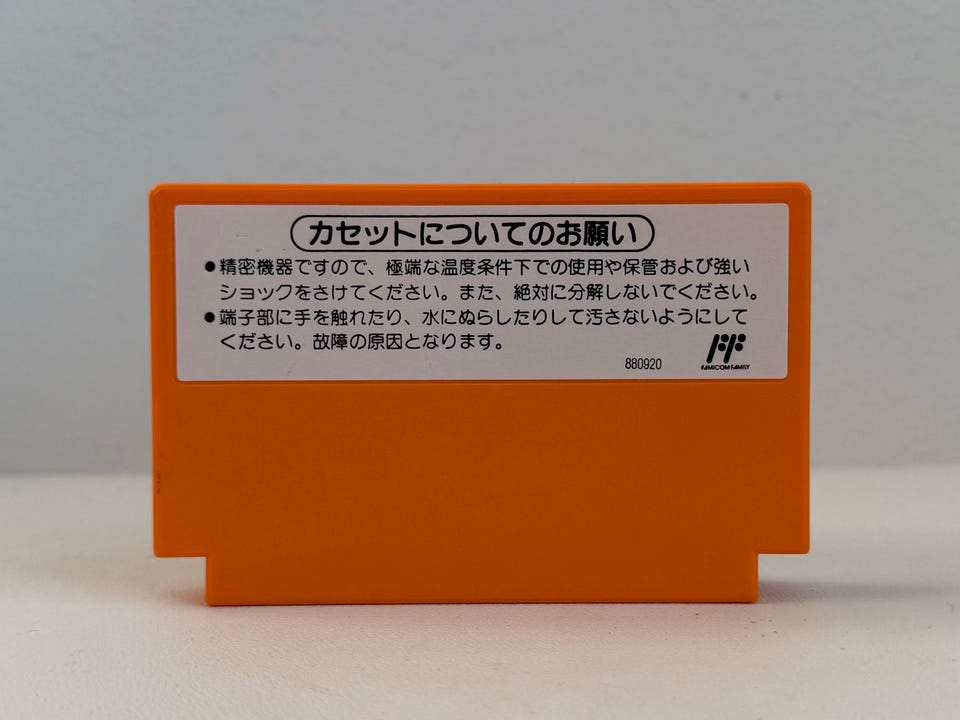 カセットについてのお願い
●精密機器ですので、極端な温度条件下での使用や保管および強い
ショックをさけてください。また、絶対に分解しないでください。
●端子部に手を触れたり、水にぬらしたりして汚さないようにして
ください。故障の原因となります。
880920
FAMICOM FAMILY